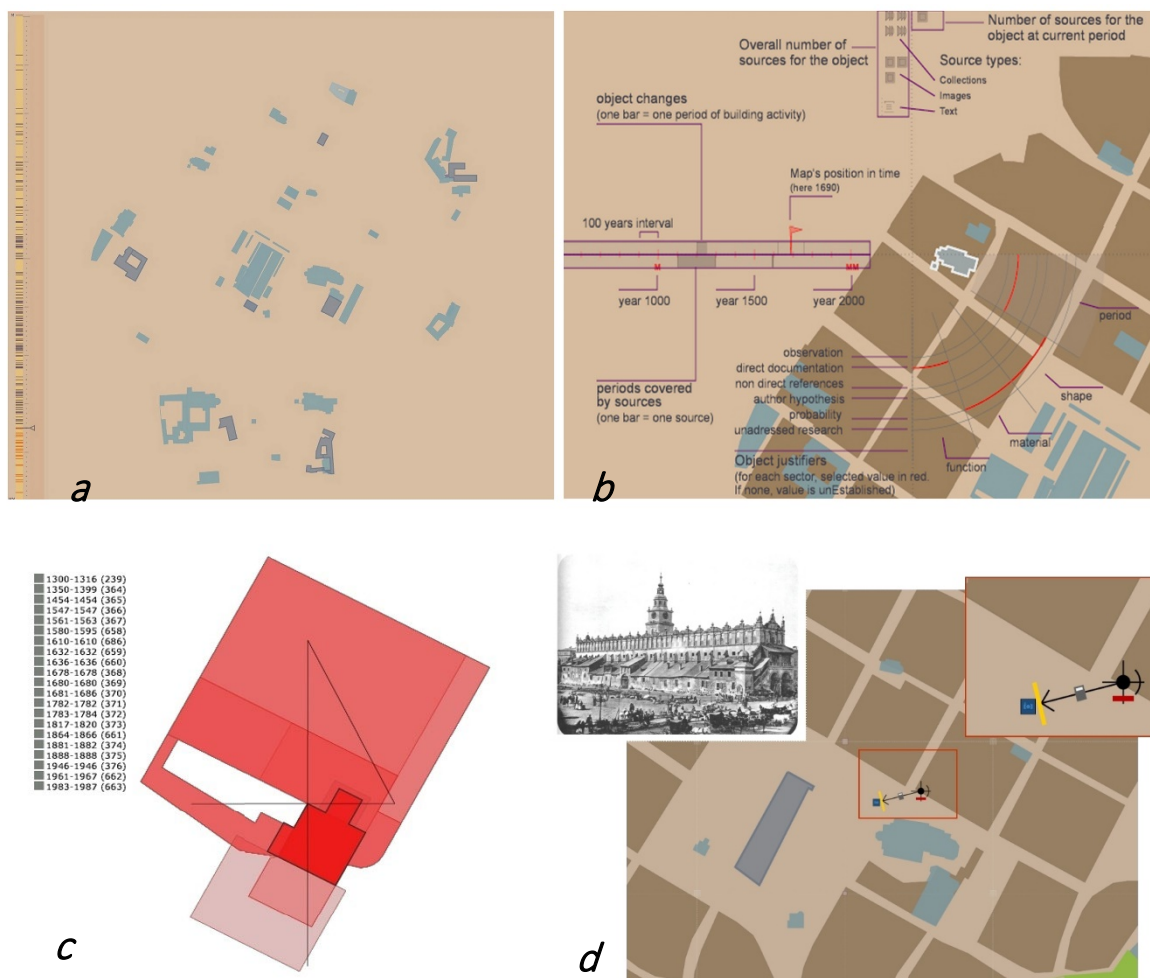 a
Number of sources for the
object at current period
Overall number of
sources for the object
Source types:
Collections
Images
Text
object changes
(one bar = one period of building activity)
Map's position in time
(here 1690)
100 years interval
M
MM
year 1000
year 1500
year 2000
period
observation
direct documentation
non direct references
author hypothesis
probability
unadressed research
periods covered
by sources
(one bar = one source)
shape
material
function
Object justifiers
(for each sector, selected value in red.
If none, value is unEstablished)
b
1300-1316 (239)
1350-1399 (364)
1454-1454 (365)
1547-1547 (366)
1561-1563 (367)
1580-1595 (658)
1610-1610 (686)
1632-1632 (659)
1636-1636 (660)
1678-1678 (368)
1680-1680 (369)
1681-1686 (370)
1782-1782 (371)
1783-1784 (372)
1817-1820 (373)
1864-1866 (661)
1881-1882 (374)
1888-1888 (375)
1946-1946 (376)
1961-1967 (662)
1983-1987 (663)
c
d